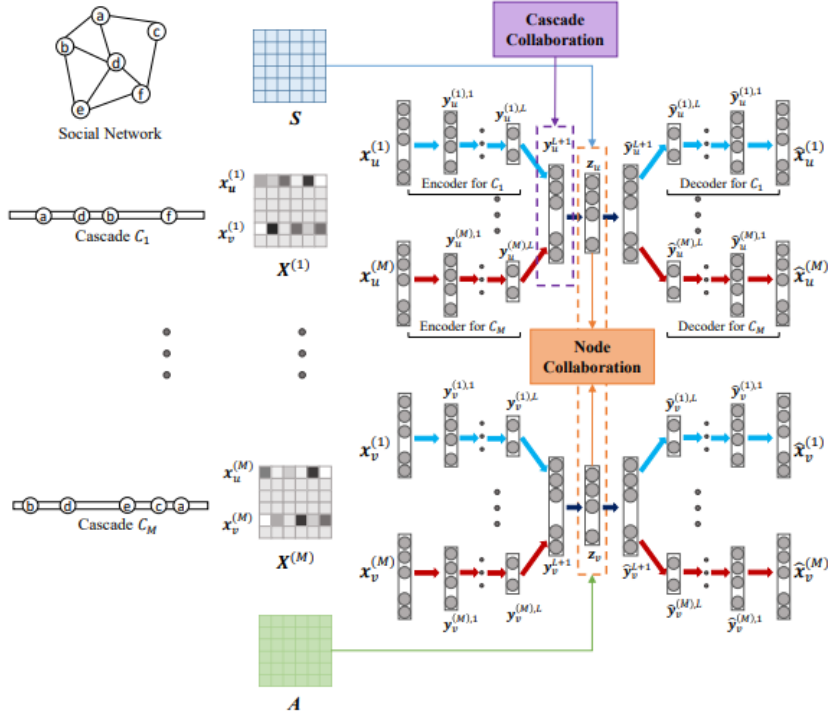 Cascade
Collaboration
a
b
c
d
e
f
Social Network
S
x_u^{(1)}
x_v^{(1)}
X^{(1)}
a d b f
Cascade C_1
x_u^{(M)}
x_v^{(M)}
X^{(M)}
b d e c a
Cascade C_M
A
x_u^{(1)}
y_u^{(1),1}
y_u^{(1),L}
y_u^{L+1}
z_u
ŷ_u^{L+1}
ŷ_u^{(1),L}
ŷ_u^{(1),1}
x̂_u^{(1)}
Encoder for C_1
Decoder for C_1
x_u^{(M)}
y_u^{(M),1}
y_u^{(M),L}
ŷ_u^{(M),L}
ŷ_u^{(M),1}
x̂_u^{(M)}
Encoder for C_M
Decoder for C_M
Node
Collaboration
x_v^{(1)}
y_v^{(1),1}
y_v^{(1),L}
ŷ_v^{(1),L}
ŷ_v^{(1),1}
x̂_v^{(1)}
x_v^{(M)}
y_v^{(M),1}
y_v^{(M),L}
y_v^{L+1}
z_v
ŷ_v^{L+1}
ŷ_v^{(M),L}
ŷ_v^{(M),1}
x̂_v^{(M)}